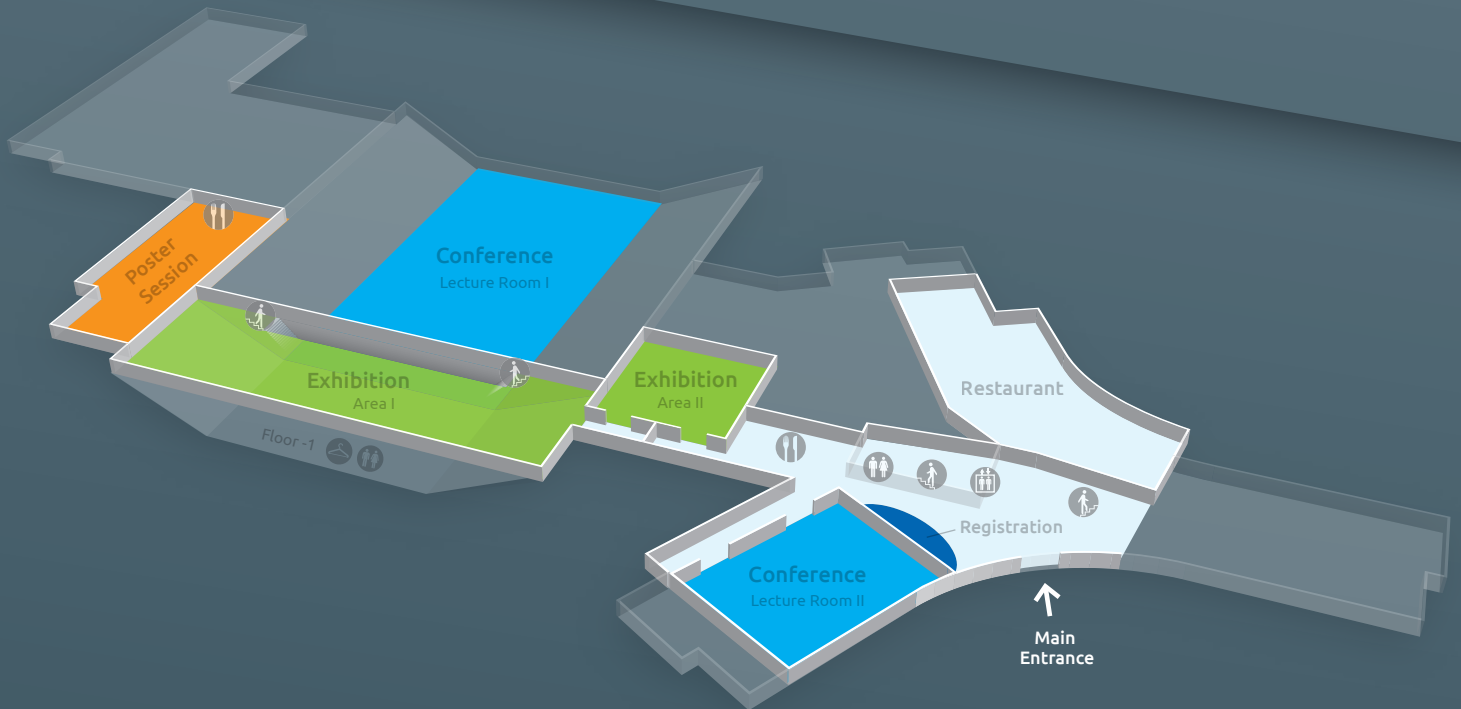 Poster
Session
Conference
Lecture Room I
Exhibition
Area I
Exhibition
Area II
Floor -1
Restaurant
Registration
Conference
Lecture Room II
Main
Entrance